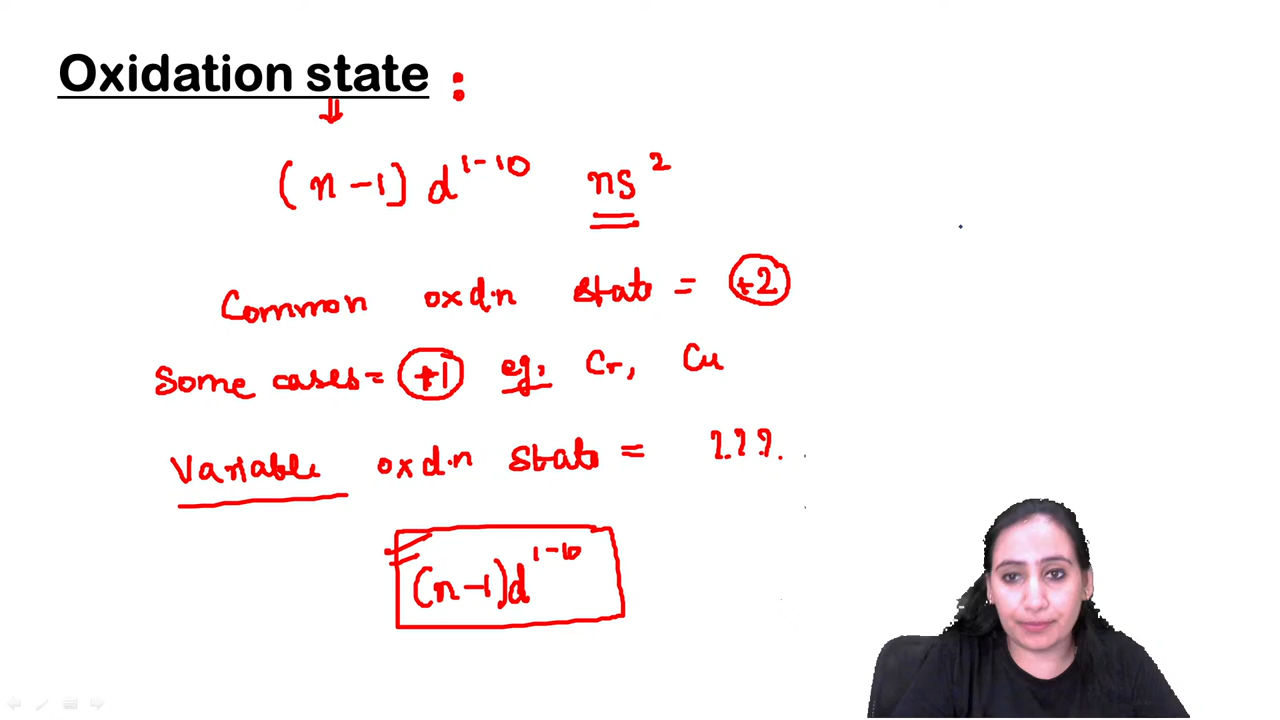 Oxidation state :
(n-1) d¹⁻¹⁰ ns²
Common oxdn state = +2
Some cases = +1 eg, Cr, Cu
Variable oxd.n state = ???.
(n-1)d¹⁻¹⁰